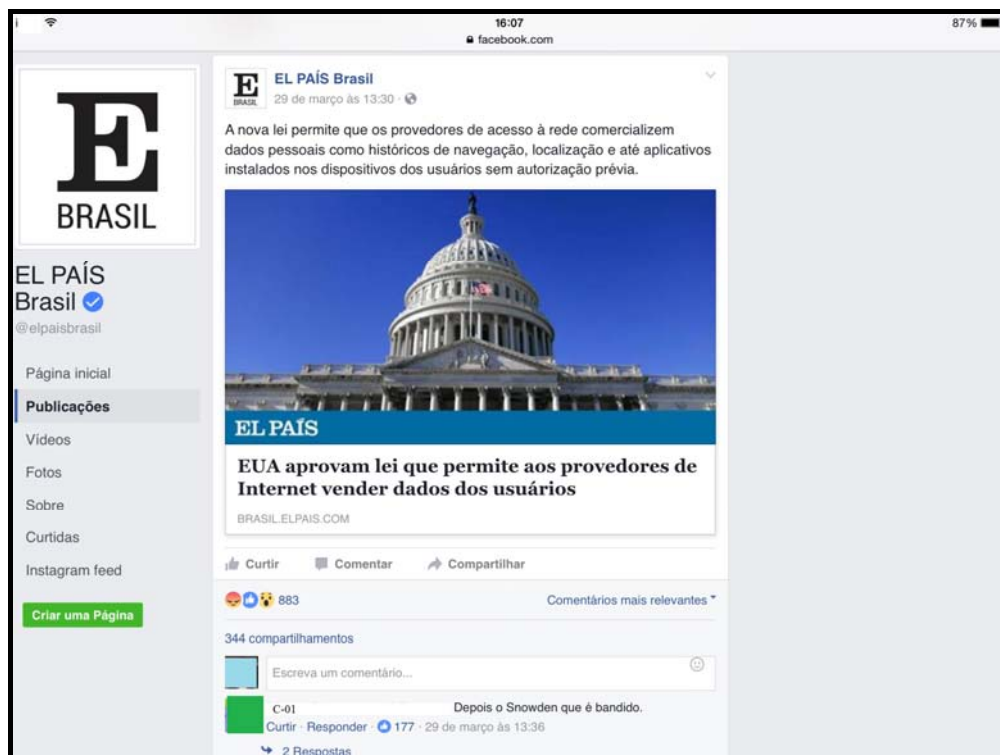 16:07
87%
facebook.com
E
BRASIL
EL PAÍS
Brasil
@elpaisbrasil
Página inicial
Publicações
Vídeos
Fotos
Sobre
Curtidas
Instagram feed
Criar uma Página
E
BRASIL
EL PAÍS Brasil
29 de março às 13:30 ·
A nova lei permite que os provedores de acesso à rede comercializem
dados pessoais como históricos de navegação, localização e até aplicativos
instalados nos dispositivos dos usuários sem autorização prévia.
EL PAÍS
EUA aprovam lei que permite aos provedores de
Internet vender dados dos usuários
BRASIL.ELPAIS.COM
Curtir Comentar Compartilhar
883 Comentários mais relevantes
344 compartilhamentos
Escreva um comentário...
C-01 Depois o Snowden que é bandido.
Curtir · Responder · 177 · 29 de março às 13:36
2 Respostas